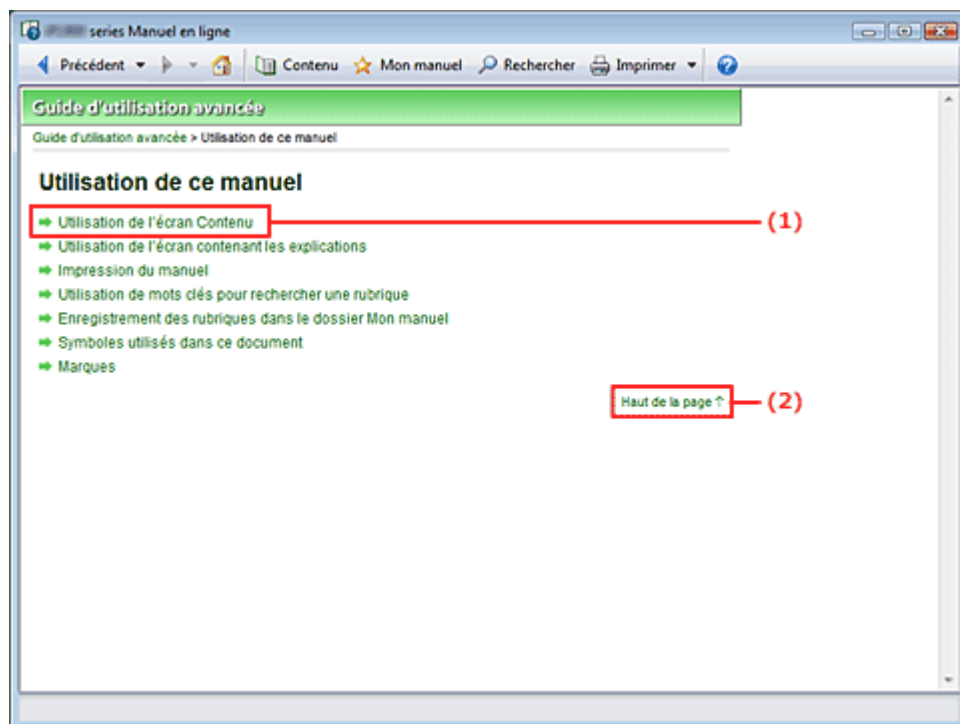 series Manuel en ligne
Précédent Contenu Mon manuel Rechercher Imprimer
Guide d'utilisation avancée
Guide d'utilisation avancée > Utilisation de ce manuel
Utilisation de ce manuel
Utilisation de l'écran Contenu (1)
Utilisation de l'écran contenant les explications
Impression du manuel
Utilisation de mots clés pour rechercher une rubrique
Enregistrement des rubriques dans le dossier Mon manuel
Symboles utilisés dans ce document
Marques
Haut de la page ↑ (2)